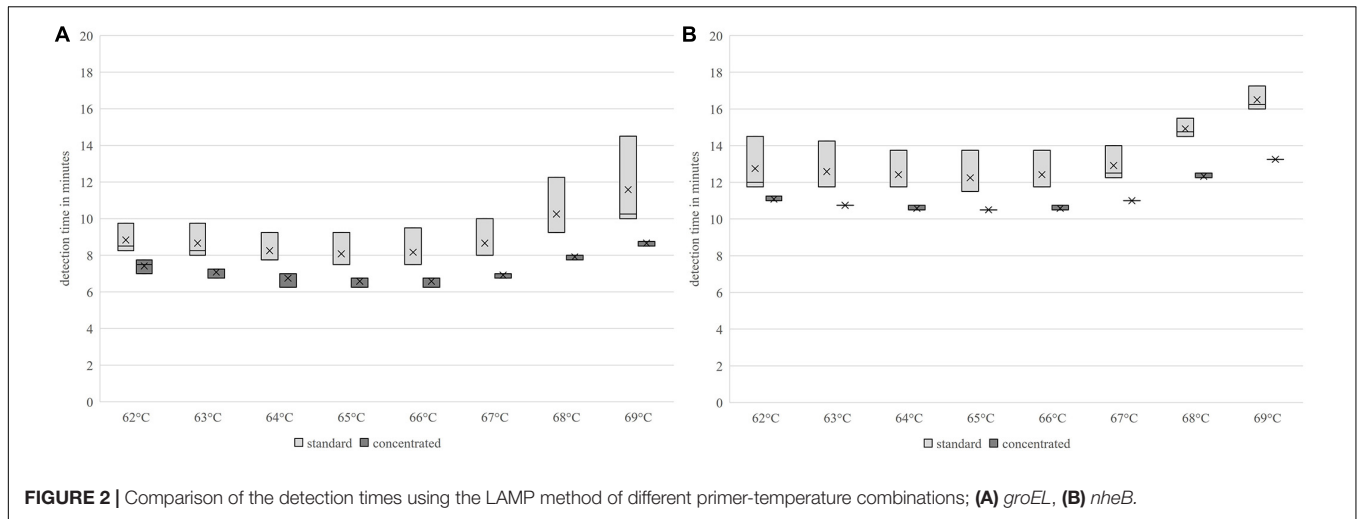 A
20
18
16
14
12
10
8
6
4
2
0
detection time in minutes
62°C 63°C 64°C 65°C 66°C 67°C 68°C 69°C
standard concentrated
B
20
18
16
14
12
10
8
6
4
2
0
detection time in minutes
62°C 63°C 64°C 65°C 66°C 67°C 68°C 69°C
standard concentrated
FIGURE 2 | Comparison of the detection times using the LAMP method of different primer-temperature combinations; (A) groEL, (B) nheB.